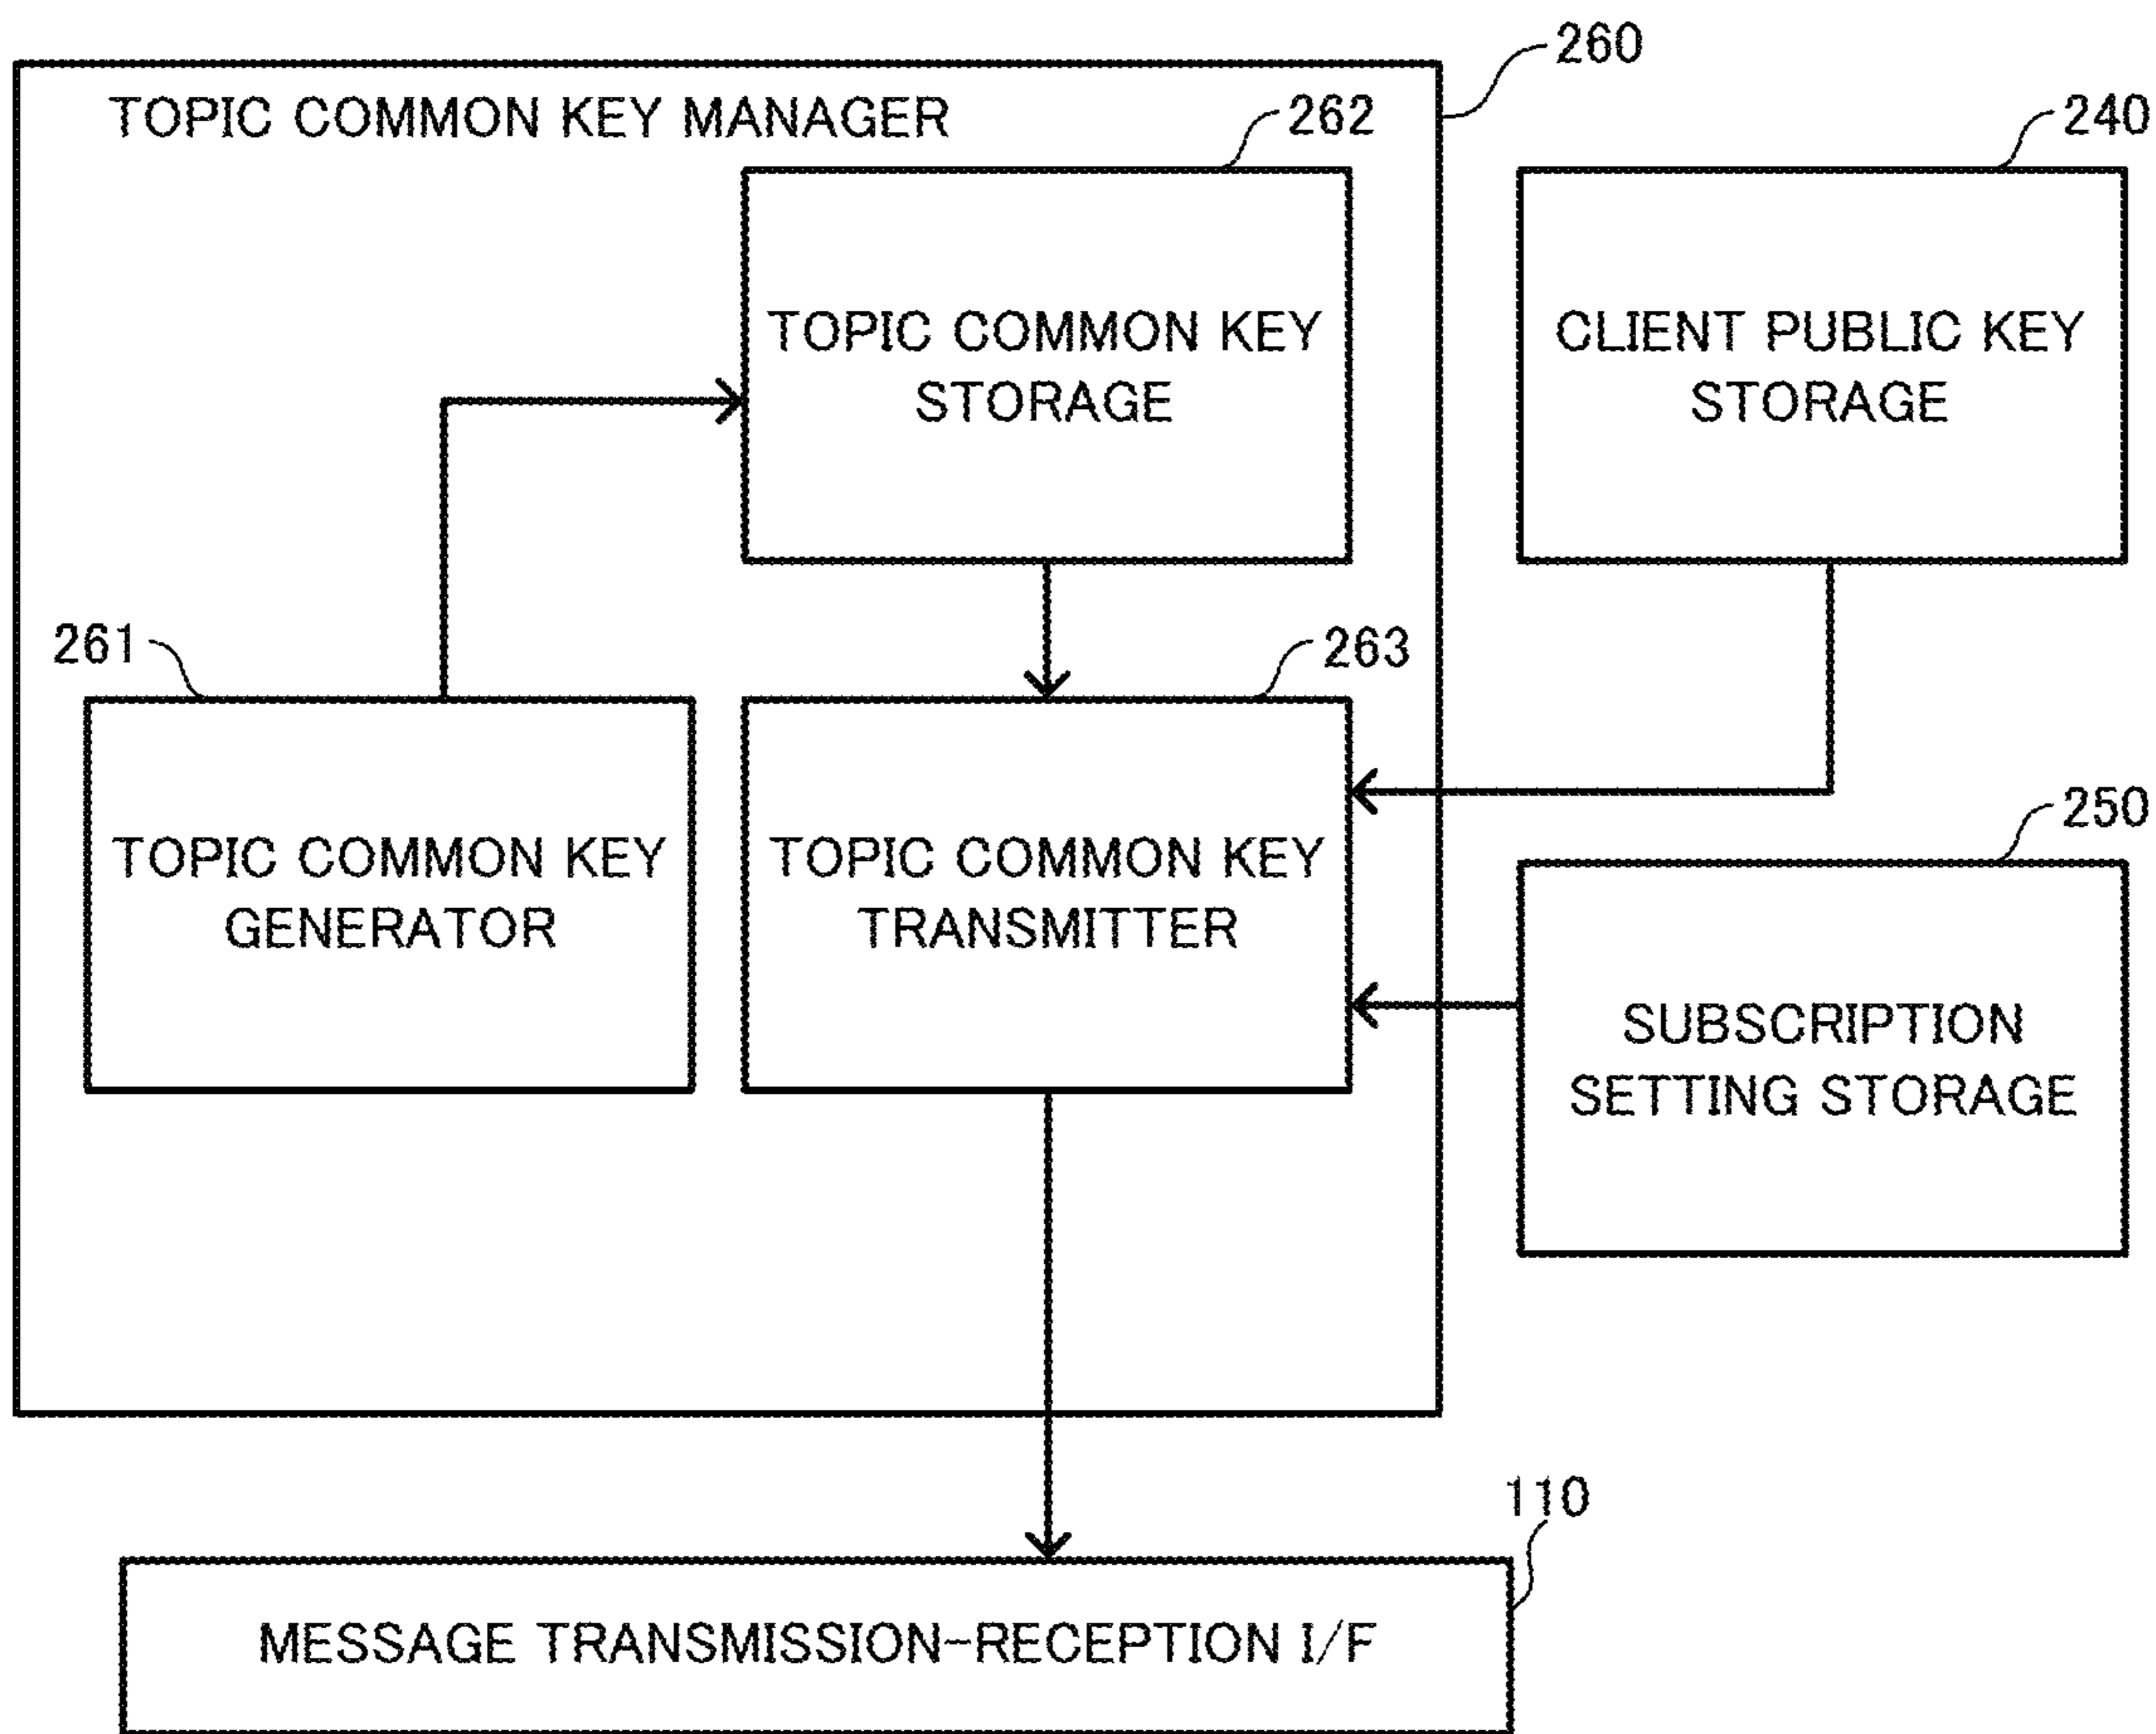 260
TOPIC COMMON KEY MANAGER
262
240
TOPIC COMMON KEY
STORAGE
CLIENT PUBLIC KEY
STORAGE
261
263
TOPIC COMMON KEY
GENERATOR
TOPIC COMMON KEY
TRANSMITTER
250
SUBSCRIPTION
SETTING STORAGE
110
MESSAGE TRANSMISSION-RECEPTION I/F